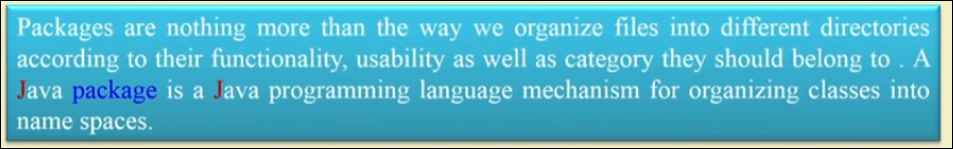 Packages are nothing more than the way we organize files into different directories
according to their functionality, usability as well as category they should belong to . A
Java package is a Java programming language mechanism for organizing classes into
name spaces.